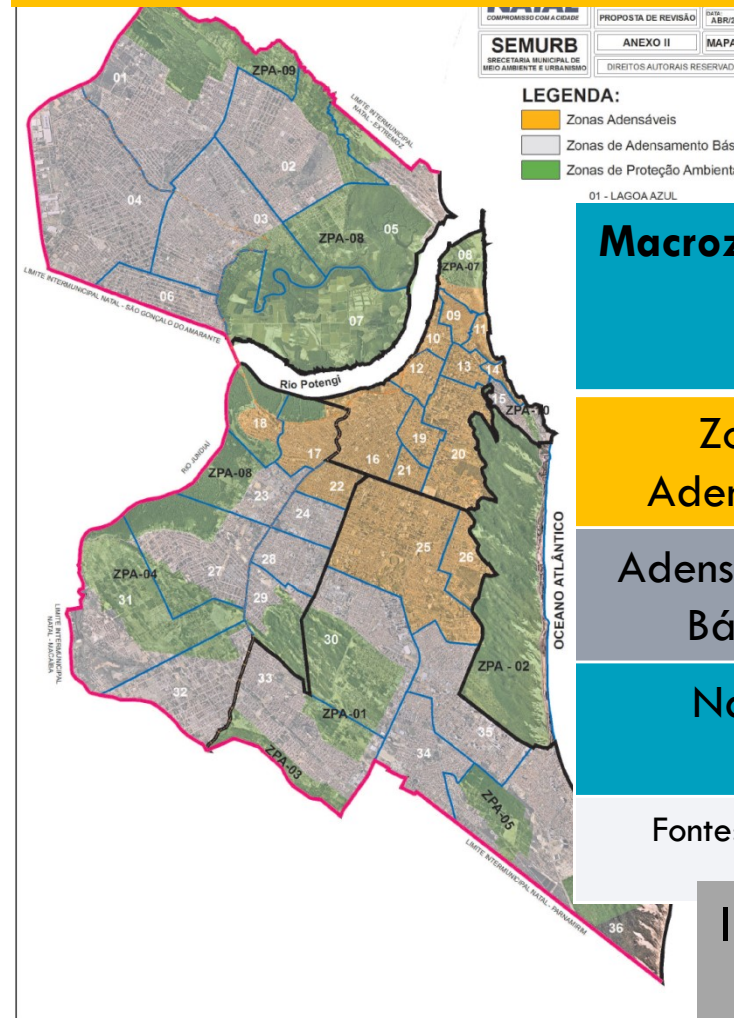 NATAL
COMPROMISSO COM A CIDADE
PROPOSTA DE REVISÃO
DATA:
ABR/2
SEMURB
SECRETARIA MUNICIPAL DE
MEIO AMBIENTE E URBANISMO
ANEXO II
MAPA
DIREITOS AUTORAIS RESERVAD
LEGENDA:
Zonas Adensáveis
Zonas de Adensamento Bás
Zonas de Proteção Ambienta
01 - LAGOA AZUL
01
ZPA-09
LIMITE INTERMUNICIPAL
NATAL - EXTREMOZ
02
04
03
ZPA-08
05
06
07
LIMITE INTERMUNICIPAL NATAL - SÃO GONÇALO DO AMARANTE
08
ZPA-07
09
11
10
12
13
14
15
ZPA-10
Rio Potengi
18
17
16
19
21
20
RIO JUNDIAÍ
ZPA-08
22
23
24
25
26
28
27
29
ZPA-04
31
30
OCEANO ATLÂNTICO
LIMITE INTERMUNICIPAL
NATAL - MACAÍBA
32
33
ZPA-01
ZPA - 02
35
34
ZPA-03
ZPA-05
LIMITE INTERMUNICIPAL NATAL - PARNAMIRIM
36
Macroz
Zo
Aden
Adens
Bá
Na
Fontes
I